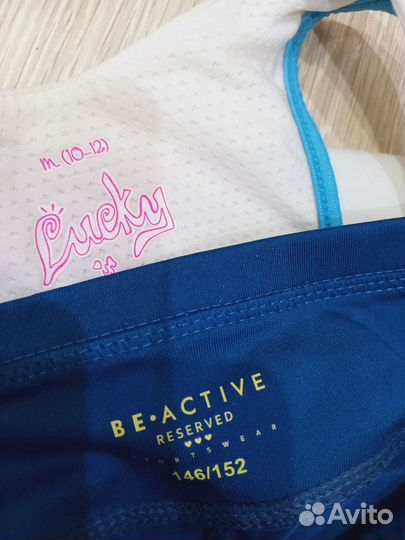 m (10-12)
Lucky
BE•ACTIVE
RESERVED
♥♥♥
SPORTSWEAR
146/152
Avito